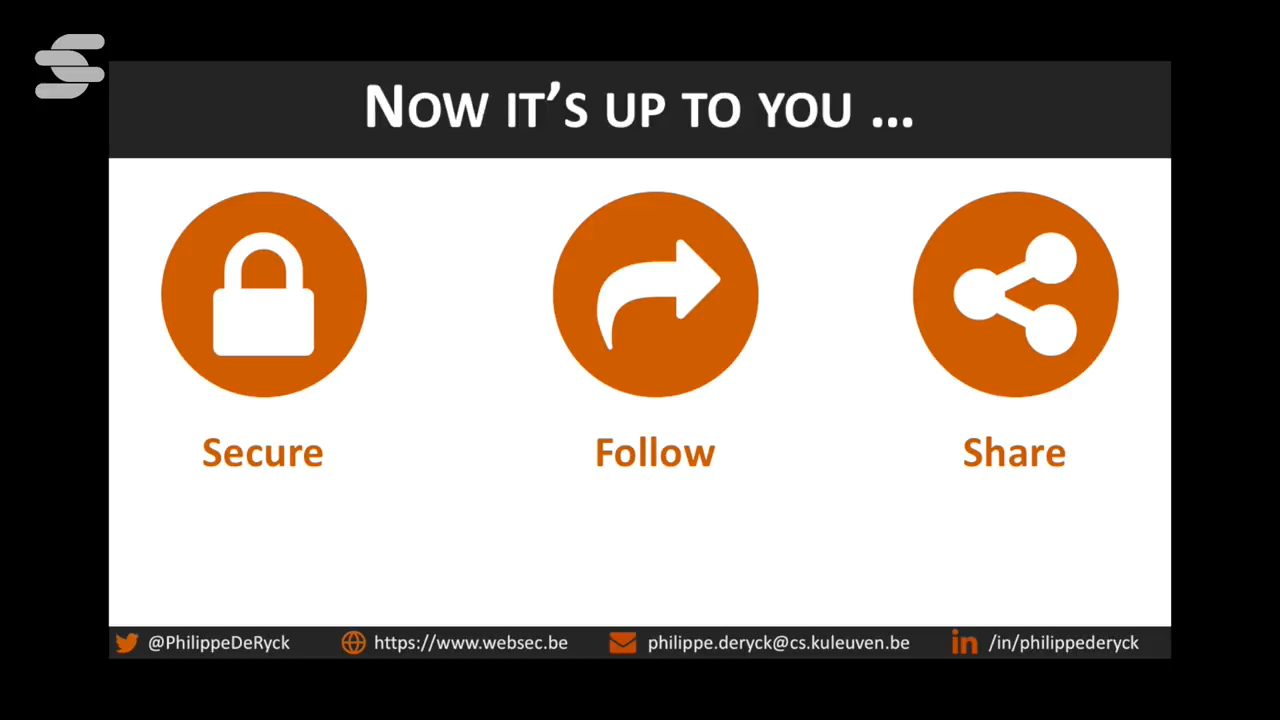 Now it's up to you ...
Secure
Follow
Share
@PhilippeDeRyck
https://www.websec.be
philippe.deryck@cs.kuleuven.be
/in/philippederyck